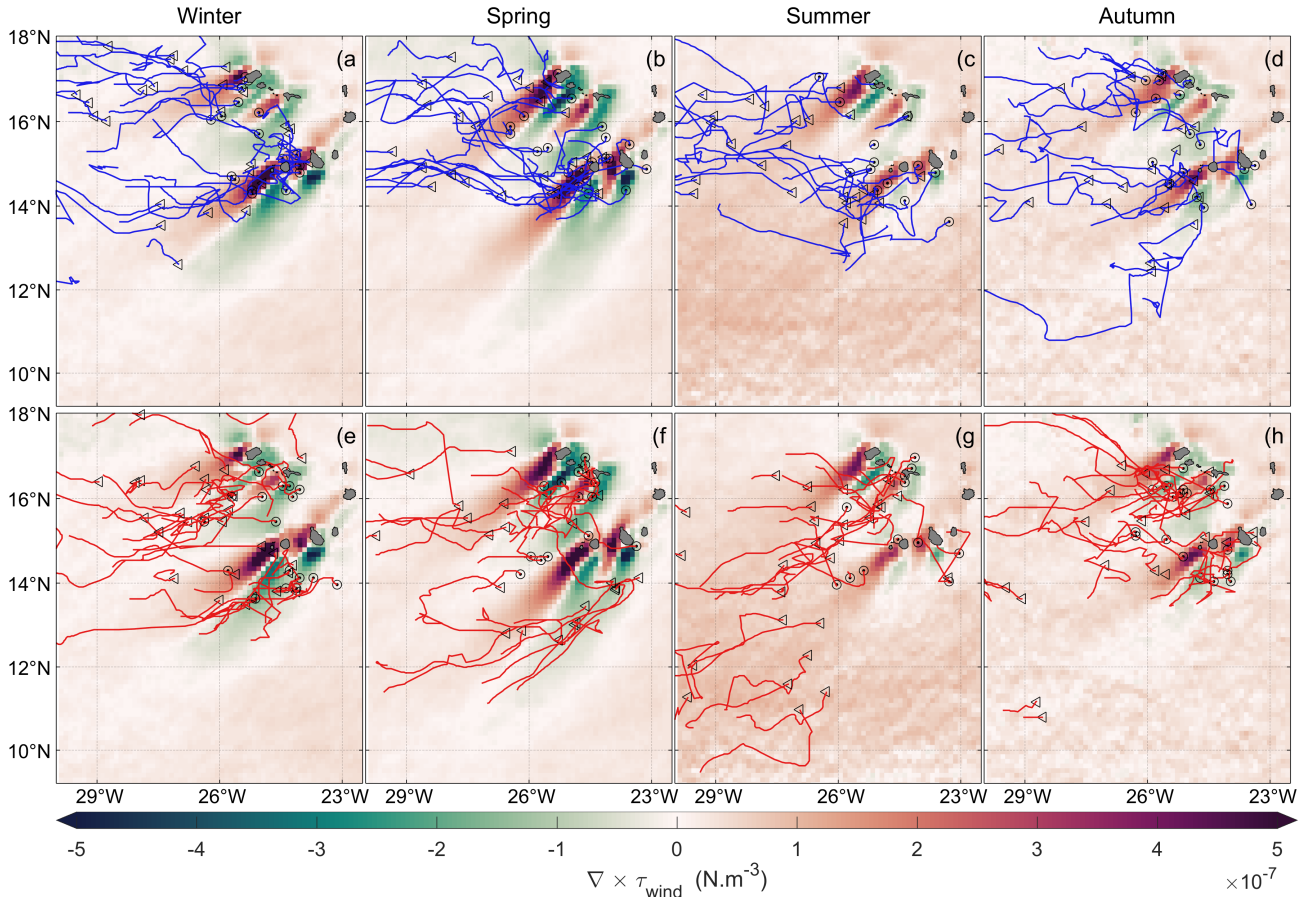 Winter Spring Summer Autumn
18°N (a (b (c (d
16°N
14°N
12°N
10°N
18°N (e (f (g (h
16°N
14°N
12°N
10°N
29°W 26°W 23°W 29°W 26°W 23°W 29°W 26°W 23°W 29°W 26°W 23°W
-5 -4 -3 -2 -1 0 1 2 3 4 5
∇ × τwind (N.m-3) ×10-7